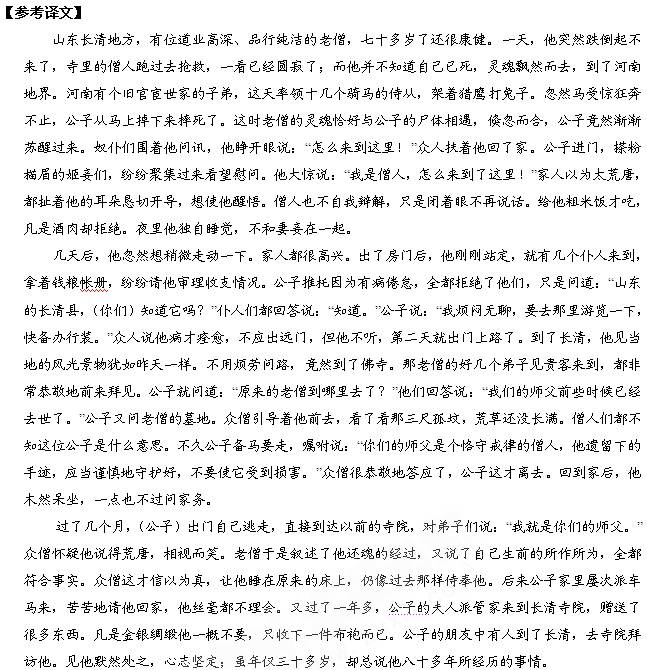 【参考译文】
山东长清地方，有位道业高深、品行纯洁的老僧，七十多岁了还很康健。一天，他突然跌倒起不
来了，寺里的僧人跑过去抢救，一看已经圆寂了；而他并不知道自己已死，灵魂飘然而去，到了河南
地界。河南有个旧官宦世家的子弟，这天率领十几个骑马的侍从，架着猎鹰打兔子。忽然马受惊狂奔
不止，公子从马上掉下来摔死了。这时老僧的灵魂恰好与公子的尸体相遇，倏忽而合，公子竟然渐渐
苏醒过来。奴仆们围着他问讯，他睁开眼说：“怎么来到这里！”众人扶着他回了家。公子进门，搽粉
描眉的姬妾们，纷纷聚集过来看望慰问。他大惊说：“我是僧人，怎么来到了这里！”家人以为太荒唐，
都扯着他的耳朵恳切开导，想使他醒悟。僧人也不自我辩解，只是闭着眼不再说话。给他粗米饭才吃，
凡是酒肉却拒绝。夜里他独自睡觉，不和妻妾在一起。
几天后，他忽然想稍微走动一下。家人都很高兴。出了房门后，他刚刚站定，就有几个仆人来到，
拿着钱粮帐册，纷纷请他审理收支情况。公子推托因为有病倦怠，全都拒绝了他们，只是问道：“山东
的长清县，（你们）知道它吗？”仆人们都回答说：“知道。”公子说：“我烦闷无聊，要去那里游览一下，
快备办行装。”众人说他病才痊愈，不应出远门，但他不听，第二天就出门上路了。到了长清，他见当
地的风光景物犹如昨天一样。不用烦劳问路，竟然到了佛寺。那老僧的好几个弟子见贵客来到，都非
常恭敬地前来拜见。公子就问道：“原来的老僧到哪里去了？”他们回答说：“我们的师父前些时候已经
去世了。”公子又问老僧的墓地。众僧引导着他前去，看了看那三尺孤坟，荒草还没长满。僧人们都不
知这位公子是什么意思。不久公子备马要走，嘱咐说：“你们的师父是个恪守戒律的僧人，他遗留下的
手迹，应当谨慎地守护好，不要使它受到损害。”众僧很恭敬地答应了，公子这才离去。回到家后，他
木然呆坐，一点也不过问家务。
过了几个月，（公子）出门自己逃走，直接到达以前的寺院，对弟子们说：“我就是你们的师父。”
众僧怀疑他说得荒唐，相视而笑。老僧于是叙述了他还魂的经过，又说了自己生前的所作所为，全都
符合事实。众僧这才信以为真，让他睡在原来的床上，仍像过去那样侍奉他。后来公子家里屡次派车
马来，苦苦地请他回家，他丝毫都不理会。又过了一年多，公子的夫人派管家来到长清寺院，赠送了
很多东西。凡是金银绸缎他一概不要，只收下一件布袍而已。公子的朋友中有人到了长清，去寺院拜
访他。见他默然处之，心志坚定；虽年仅三十多岁，却总说他八十多年所经历的事情。